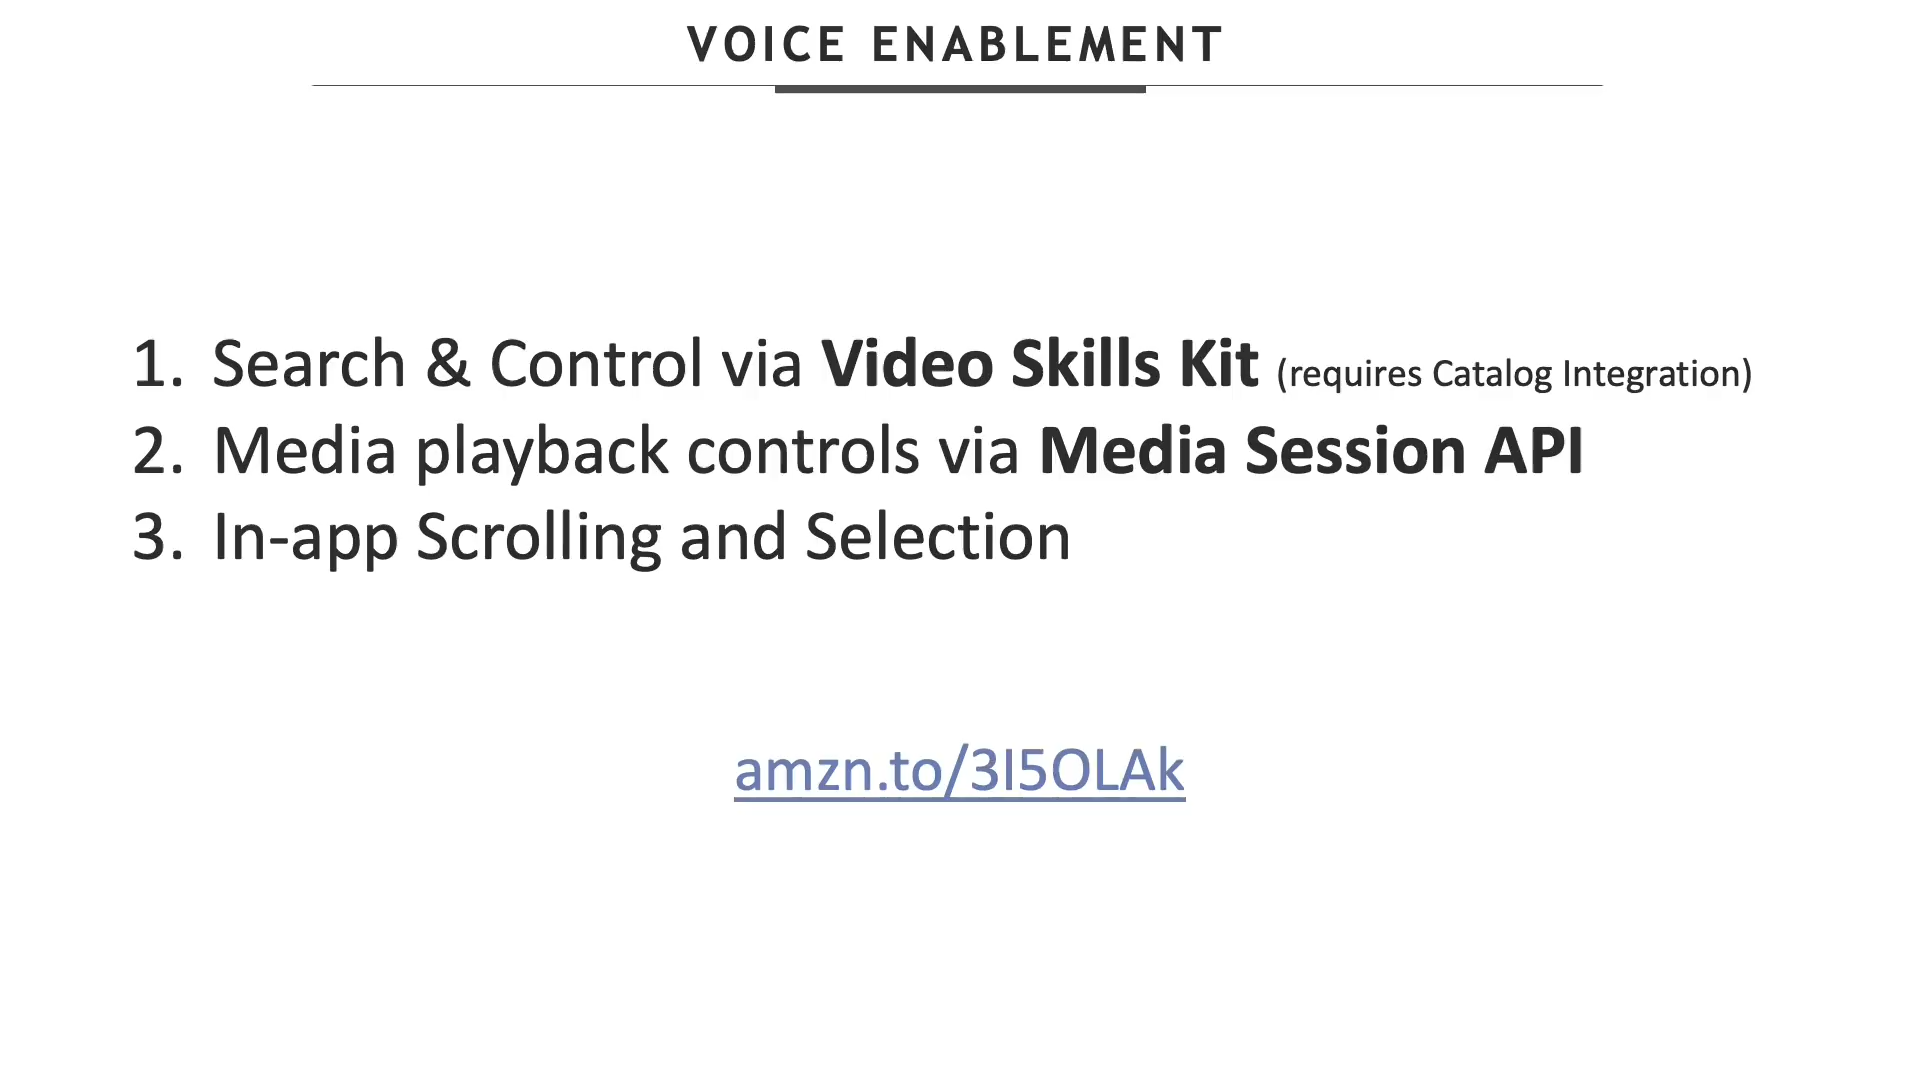 VOICE ENABLEMENT
1. Search & Control via Video Skills Kit (requires Catalog Integration)
2. Media playback controls via Media Session API
3. In-app Scrolling and Selection
amzn.to/3I5OLAk